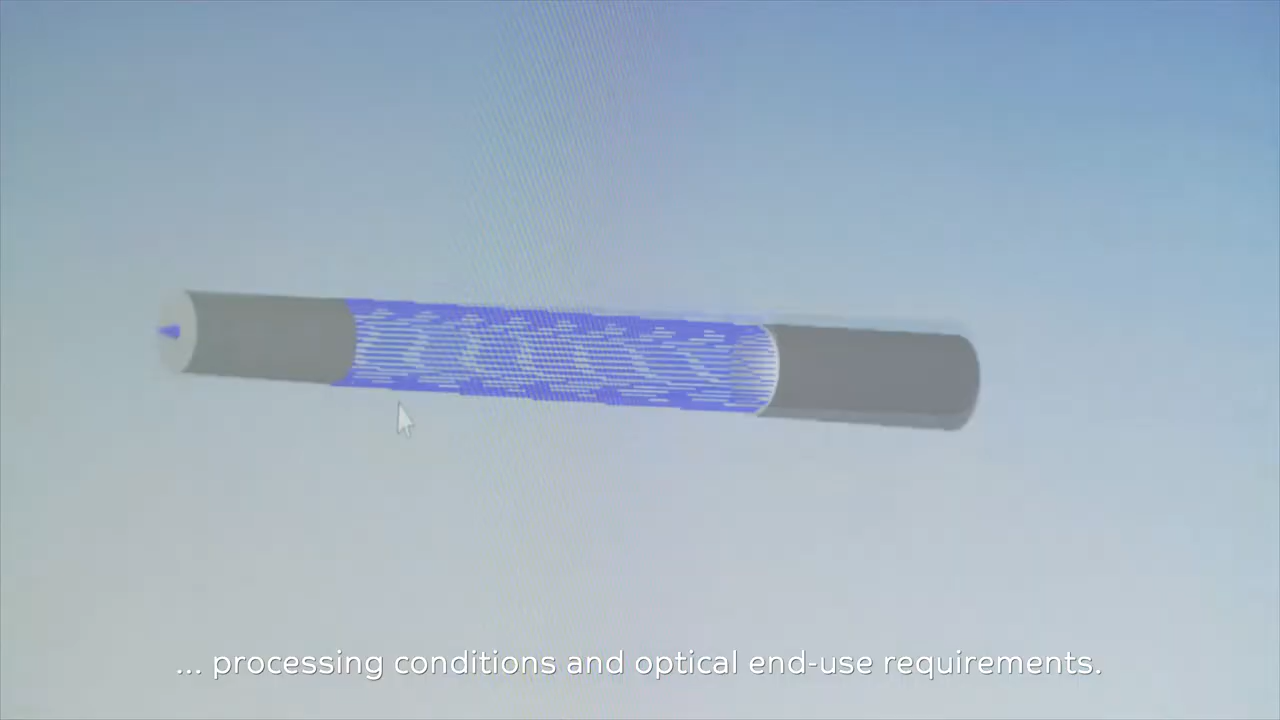 ... processing conditions and optical end-use requirements.